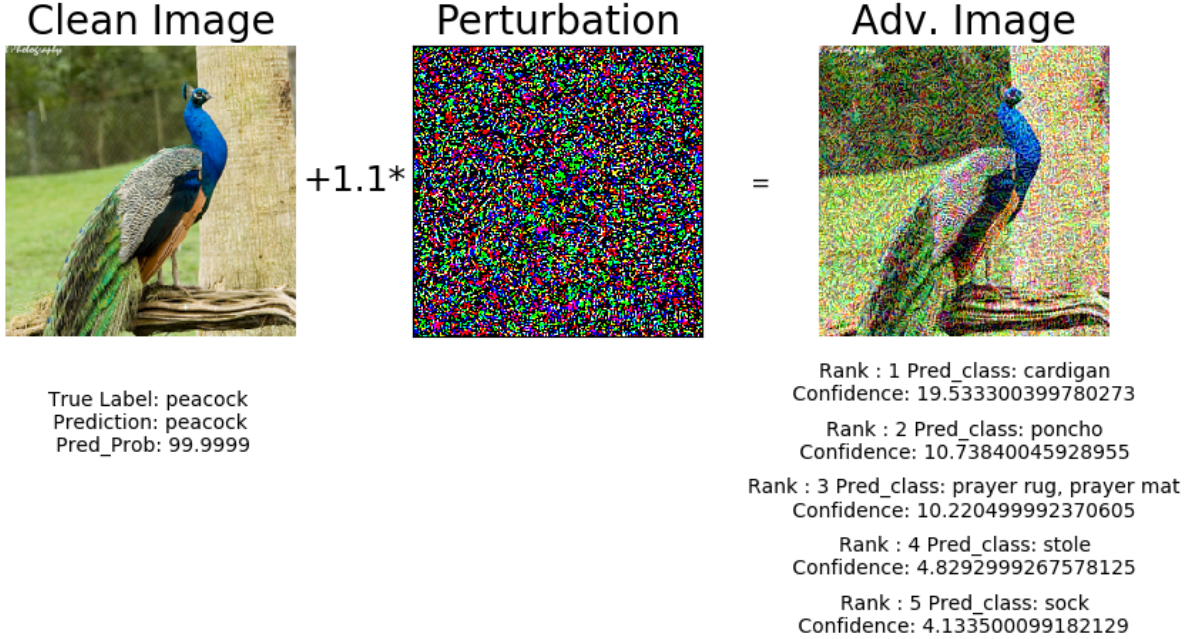 Clean Image
Perturbation
Adv. Image
Photography
+1.1*
=
True Label: peacock
Prediction: peacock
Pred_Prob: 99.9999
Rank : 1 Pred_class: cardigan
Confidence: 19.533300399780273
Rank : 2 Pred_class: poncho
Confidence: 10.73840045928955
Rank : 3 Pred_class: prayer rug, prayer mat
Confidence: 10.220499992370605
Rank : 4 Pred_class: stole
Confidence: 4.8292999267578125
Rank : 5 Pred_class: sock
Confidence: 4.133500099182129